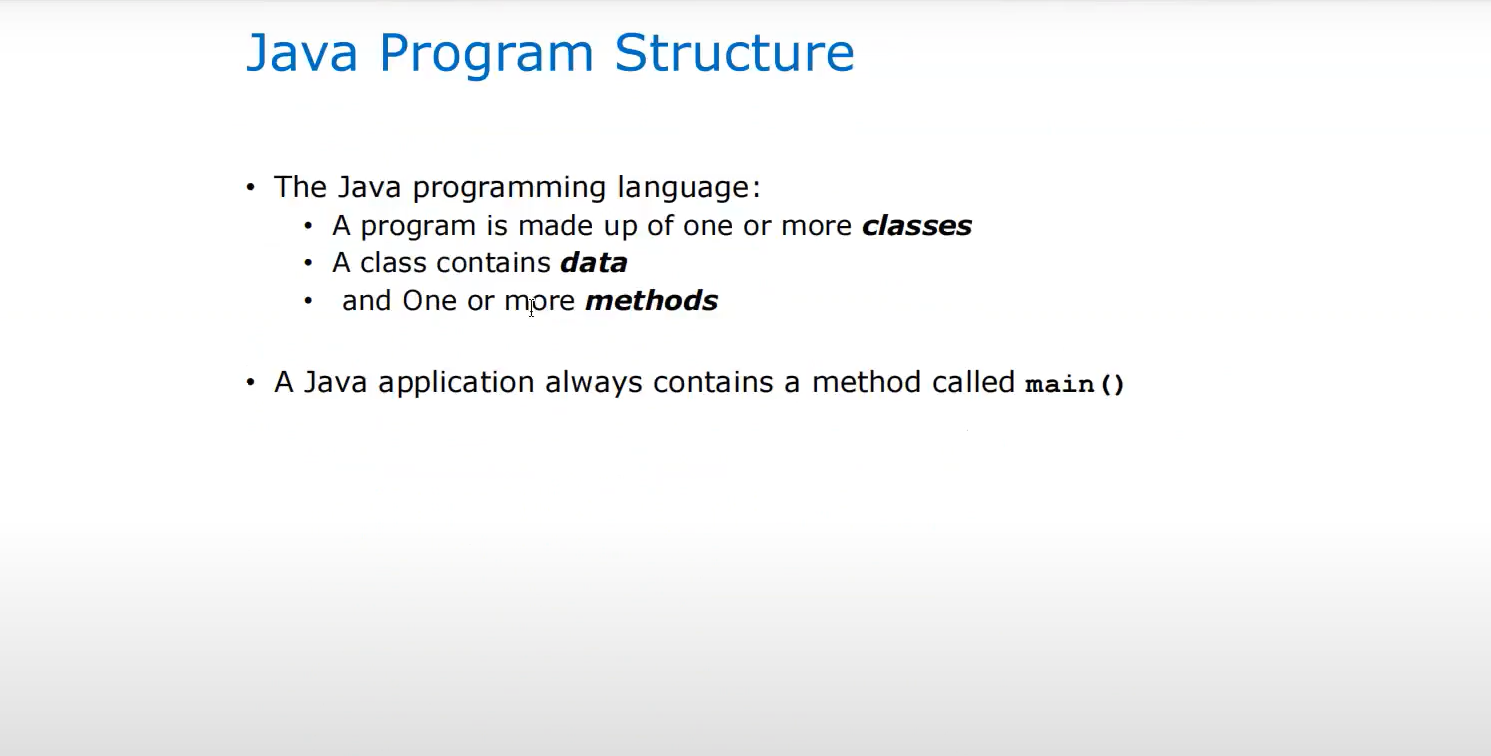 Java Program Structure
• The Java programming language:
• A program is made up of one or more classes
• A class contains data
• and One or more methods
• A Java application always contains a method called main()